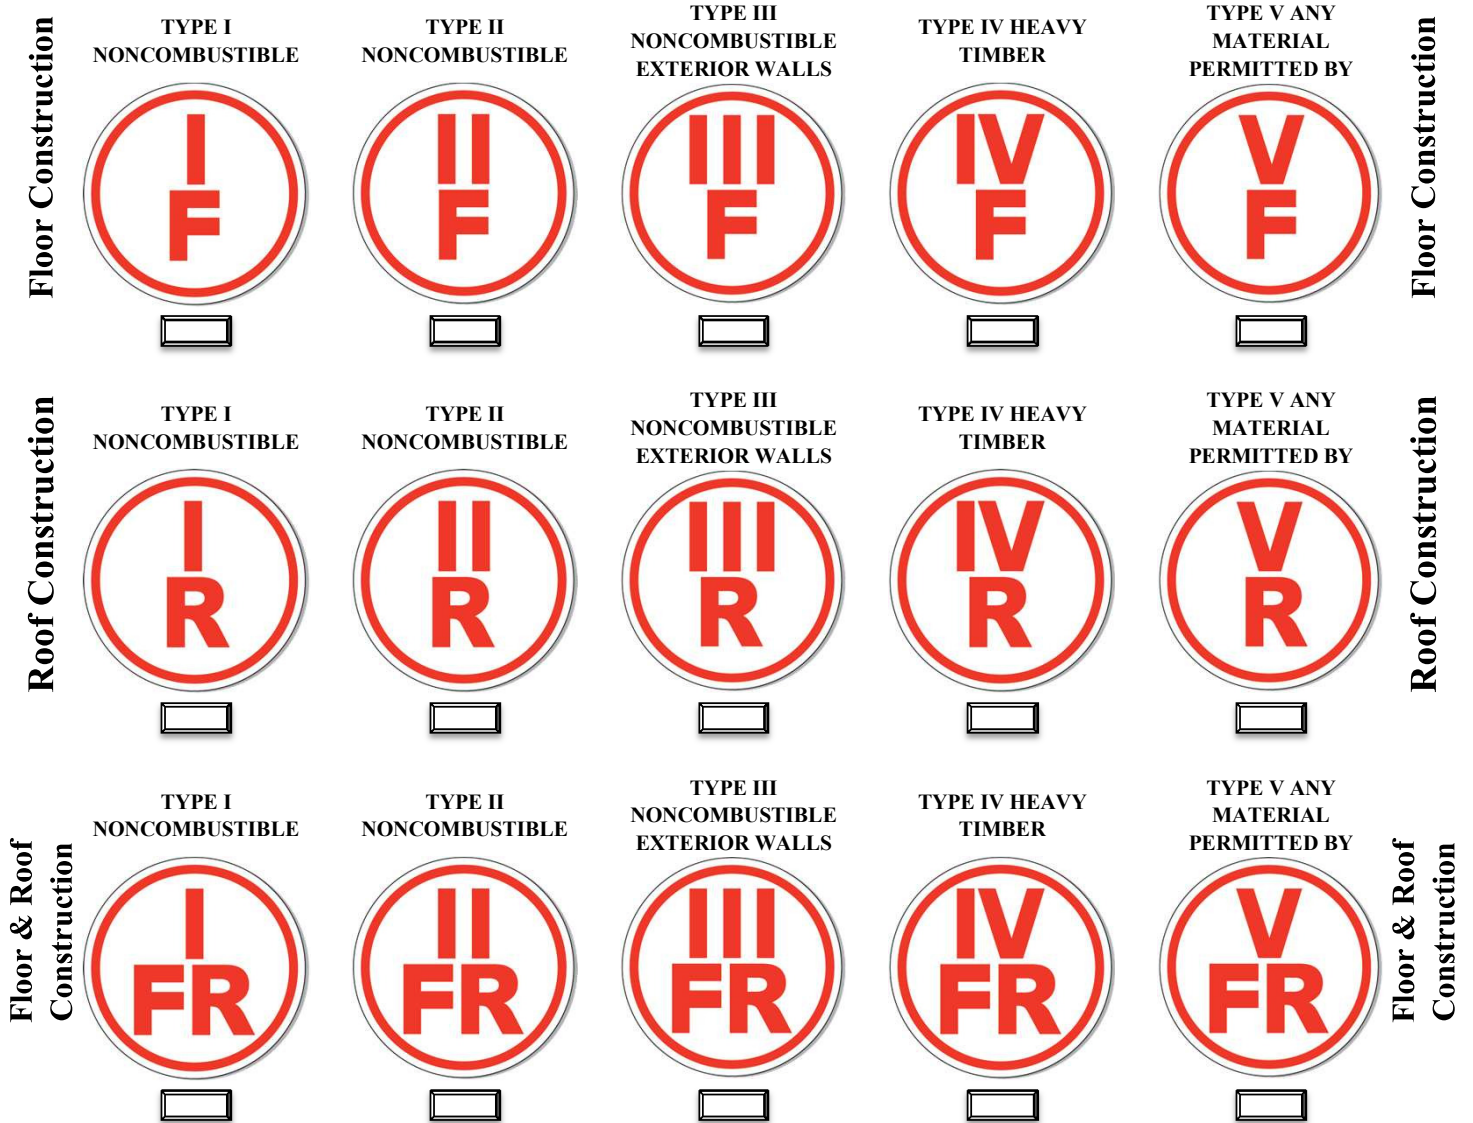 Floor Construction
TYPE I
NONCOMBUSTIBLE
I
F
TYPE II
NONCOMBUSTIBLE
II
F
TYPE III
NONCOMBUSTIBLE
EXTERIOR WALLS
III
F
TYPE IV HEAVY
TIMBER
IV
F
TYPE V ANY
MATERIAL
PERMITTED BY
V
F
Floor Construction
Roof Construction
TYPE I
NONCOMBUSTIBLE
I
R
TYPE II
NONCOMBUSTIBLE
II
R
TYPE III
NONCOMBUSTIBLE
EXTERIOR WALLS
III
R
TYPE IV HEAVY
TIMBER
IV
R
TYPE V ANY
MATERIAL
PERMITTED BY
V
R
Roof Construction
Floor & Roof
Construction
TYPE I
NONCOMBUSTIBLE
I
FR
TYPE II
NONCOMBUSTIBLE
II
FR
TYPE III
NONCOMBUSTIBLE
EXTERIOR WALLS
III
FR
TYPE IV HEAVY
TIMBER
IV
FR
TYPE V ANY
MATERIAL
PERMITTED BY
V
FR
Floor & Roof
Construction